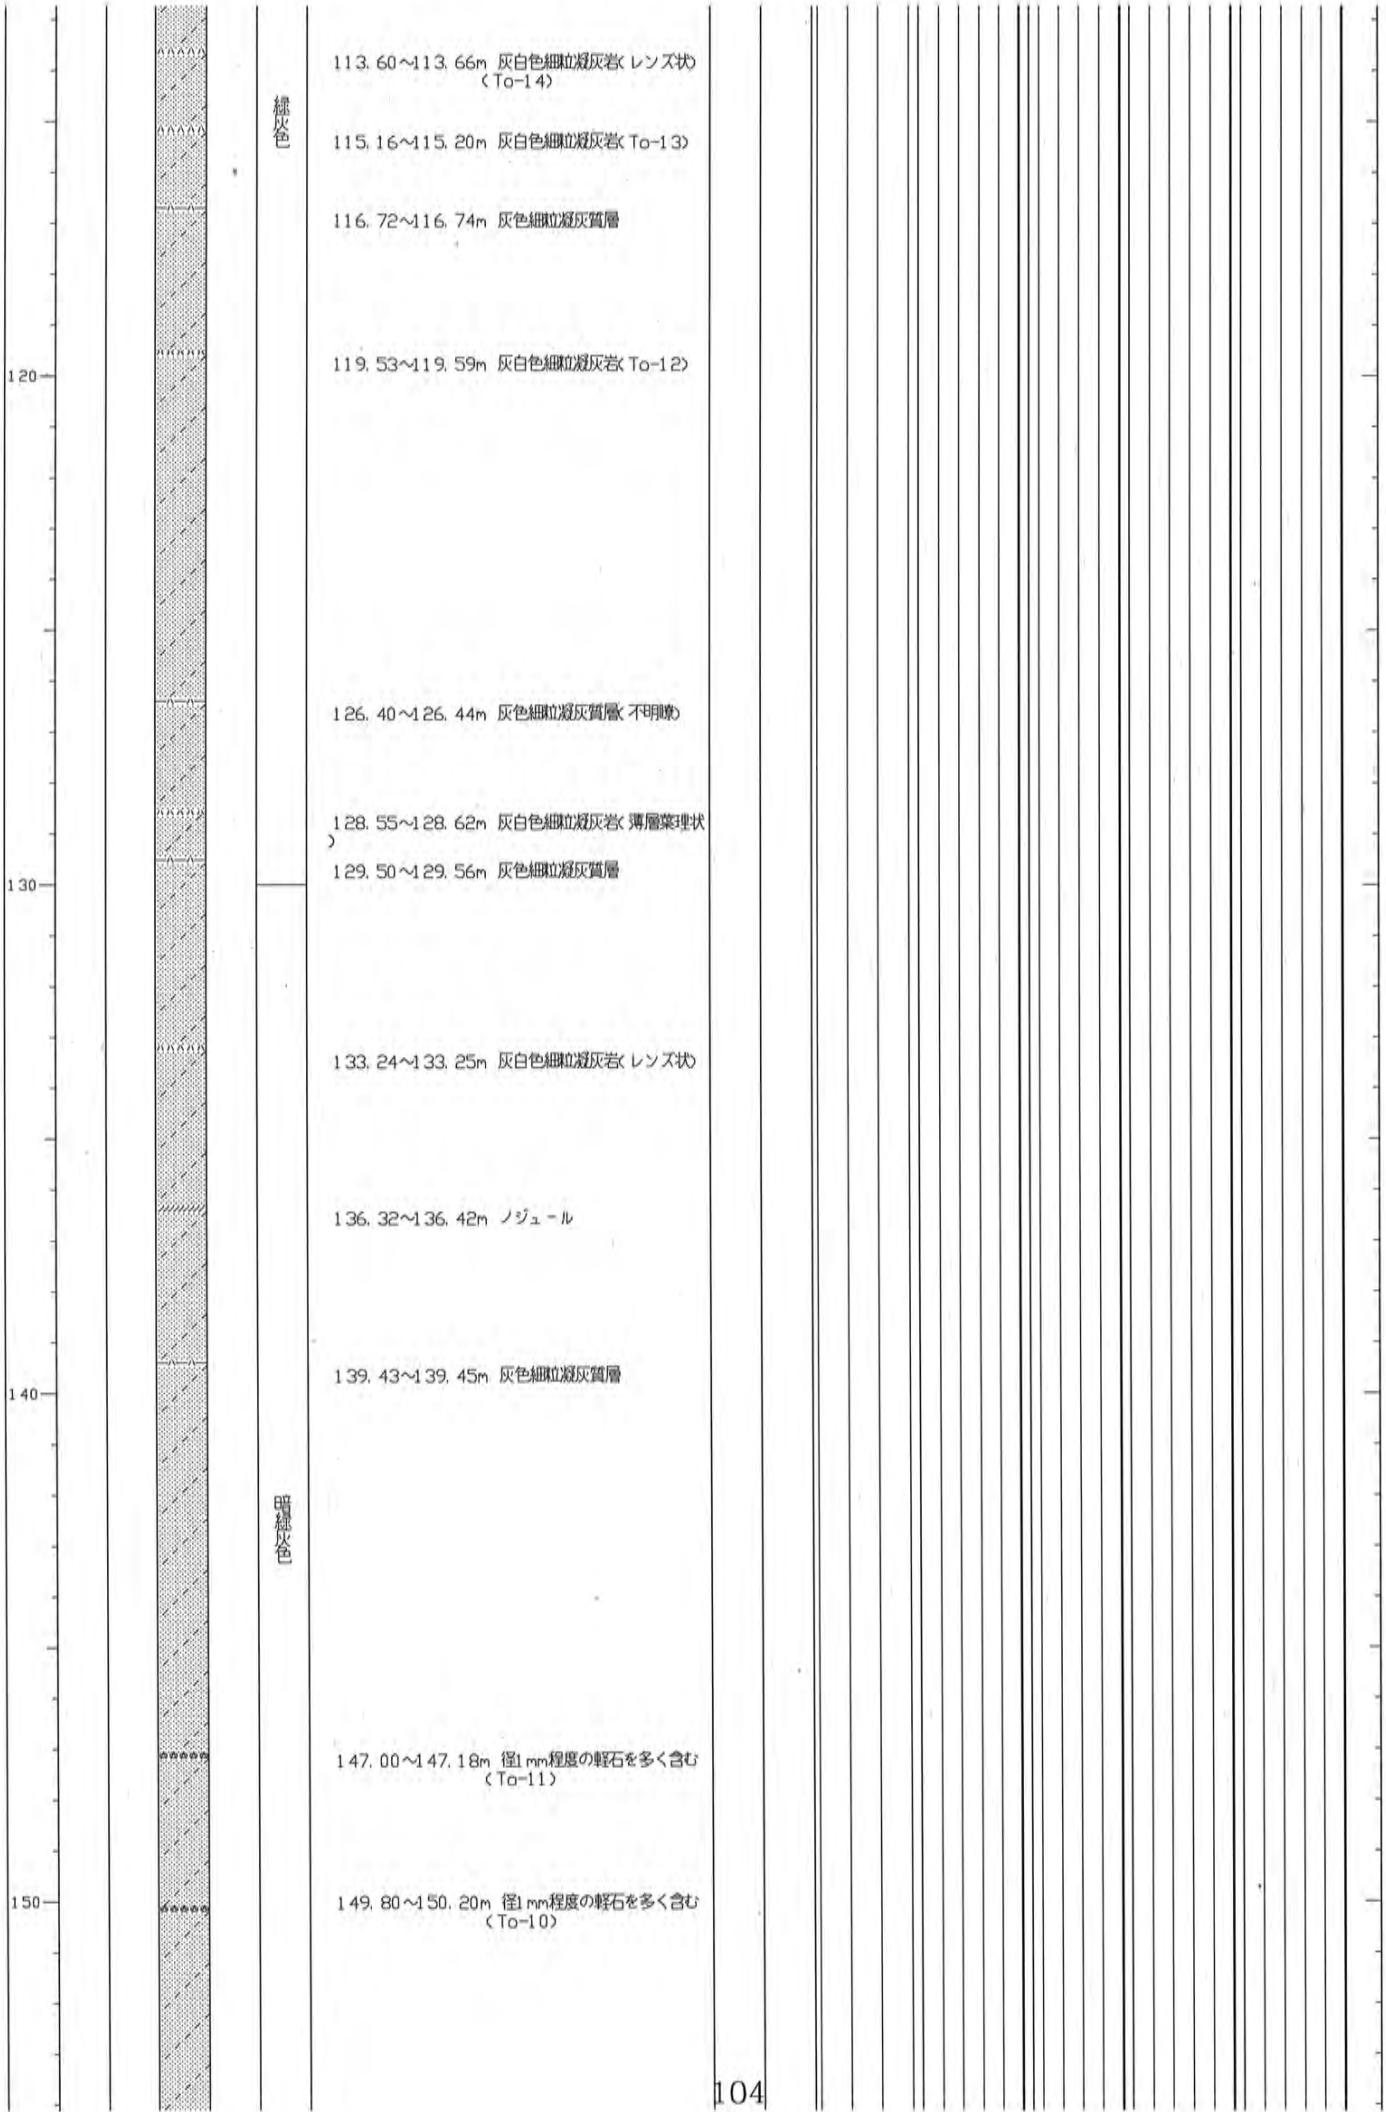 113.60～113.66m 灰白色細粒凝灰岩(レンズ状)
(To-14)
緑灰色
115.16～115.20m 灰白色細粒凝灰岩(To-13)
116.72～116.74m 灰色細粒凝灰質層
119.53～119.59m 灰白色細粒凝灰岩(To-12)
120
126.40～126.44m 灰色細粒凝灰質層(不明瞭)
128.55～128.62m 灰白色細粒凝灰岩(薄層葉理状
)
129.50～129.56m 灰色細粒凝灰質層
130
133.24～133.25m 灰白色細粒凝灰岩(レンズ状)
136.32～136.42m ノジュール
139.43～139.45m 灰色細粒凝灰質層
140
暗緑灰色
147.00～147.18m 径1mm程度の軽石を多く含む
(To-11)
149.80～150.20m 径1mm程度の軽石を多く含む
(To-10)
150
104